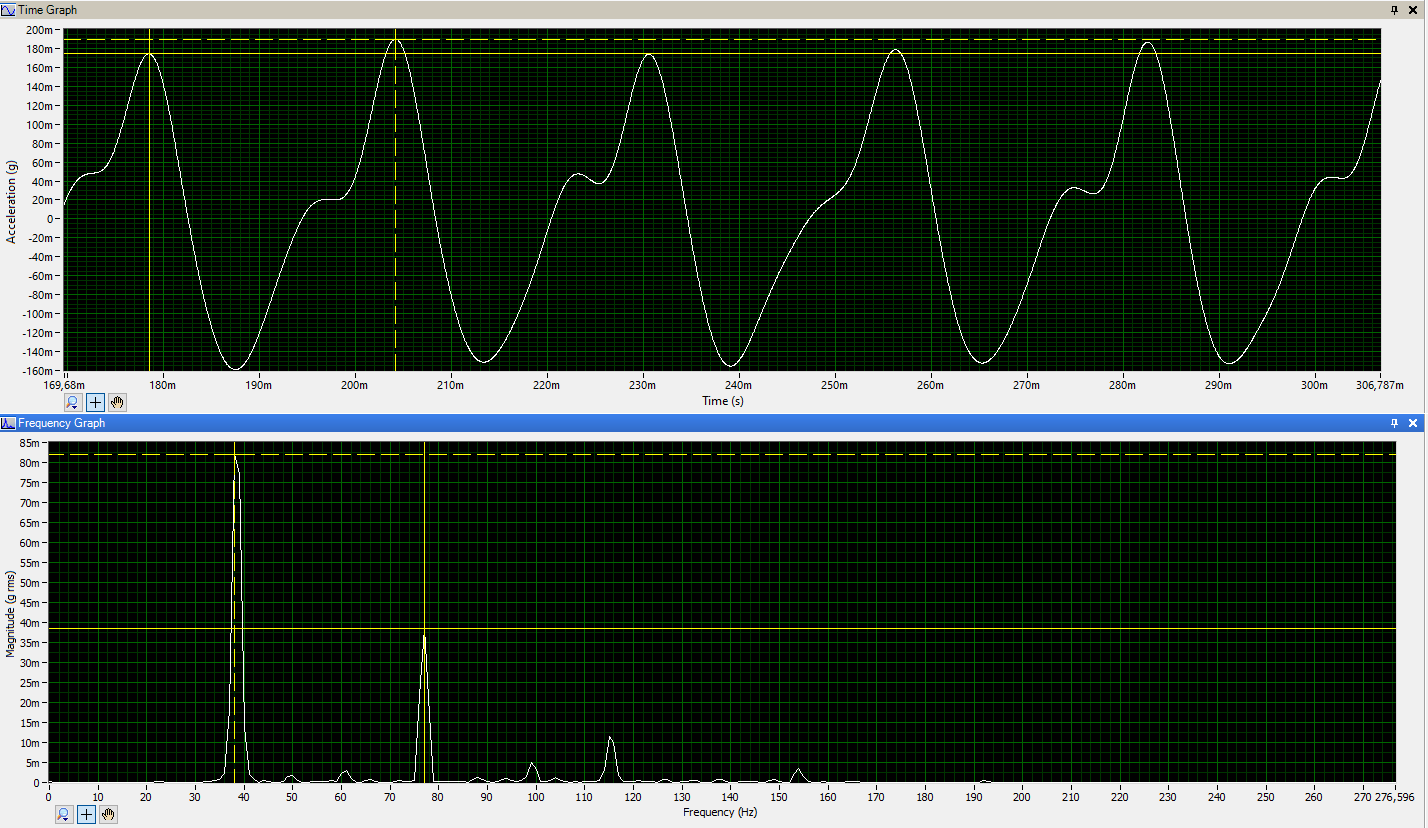 Time Graph
200m
180m
160m
140m
120m
100m
80m
60m
40m
20m
0
-20m
-40m
-60m
-80m
-100m
-120m
-140m
-160m
Acceleration (g)
169,68m 180m 190m 200m 210m 220m 230m 240m 250m 260m 270m 280m 290m 300m 306,787m
Time (s)
Frequency Graph
85m
80m
75m
70m
65m
60m
55m
50m
45m
40m
35m
30m
25m
20m
15m
10m
5m
0
Magnitude (g rms)
0 10 20 30 40 50 60 70 80 90 100 110 120 130 140 150 160 170 180 190 200 210 220 230 240 250 260 270 276,596
Frequency (Hz)